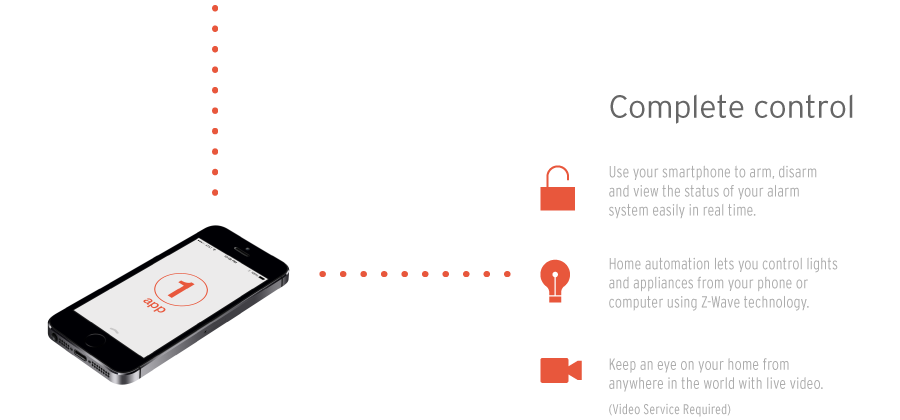 Complete control
Use your smartphone to arm, disarm
and view the status of your alarm
system easily in real time.
Home automation lets you control lights
and appliances from your phone or
computer using Z-Wave technology.
1
app
Keep an eye on your home from
anywhere in the world with live video.
(Video Service Required)